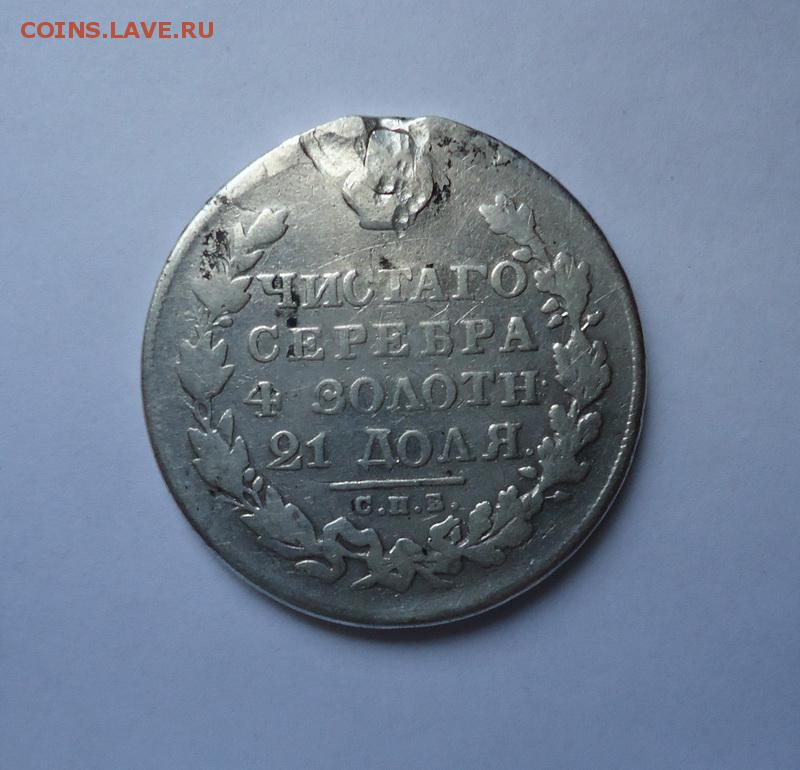 COINS.LAVE.RU
ЧИСТАГО
СЕРЕБРА
4 ЗОЛОТН:
21 ДОЛЯ.
С.П.Б.